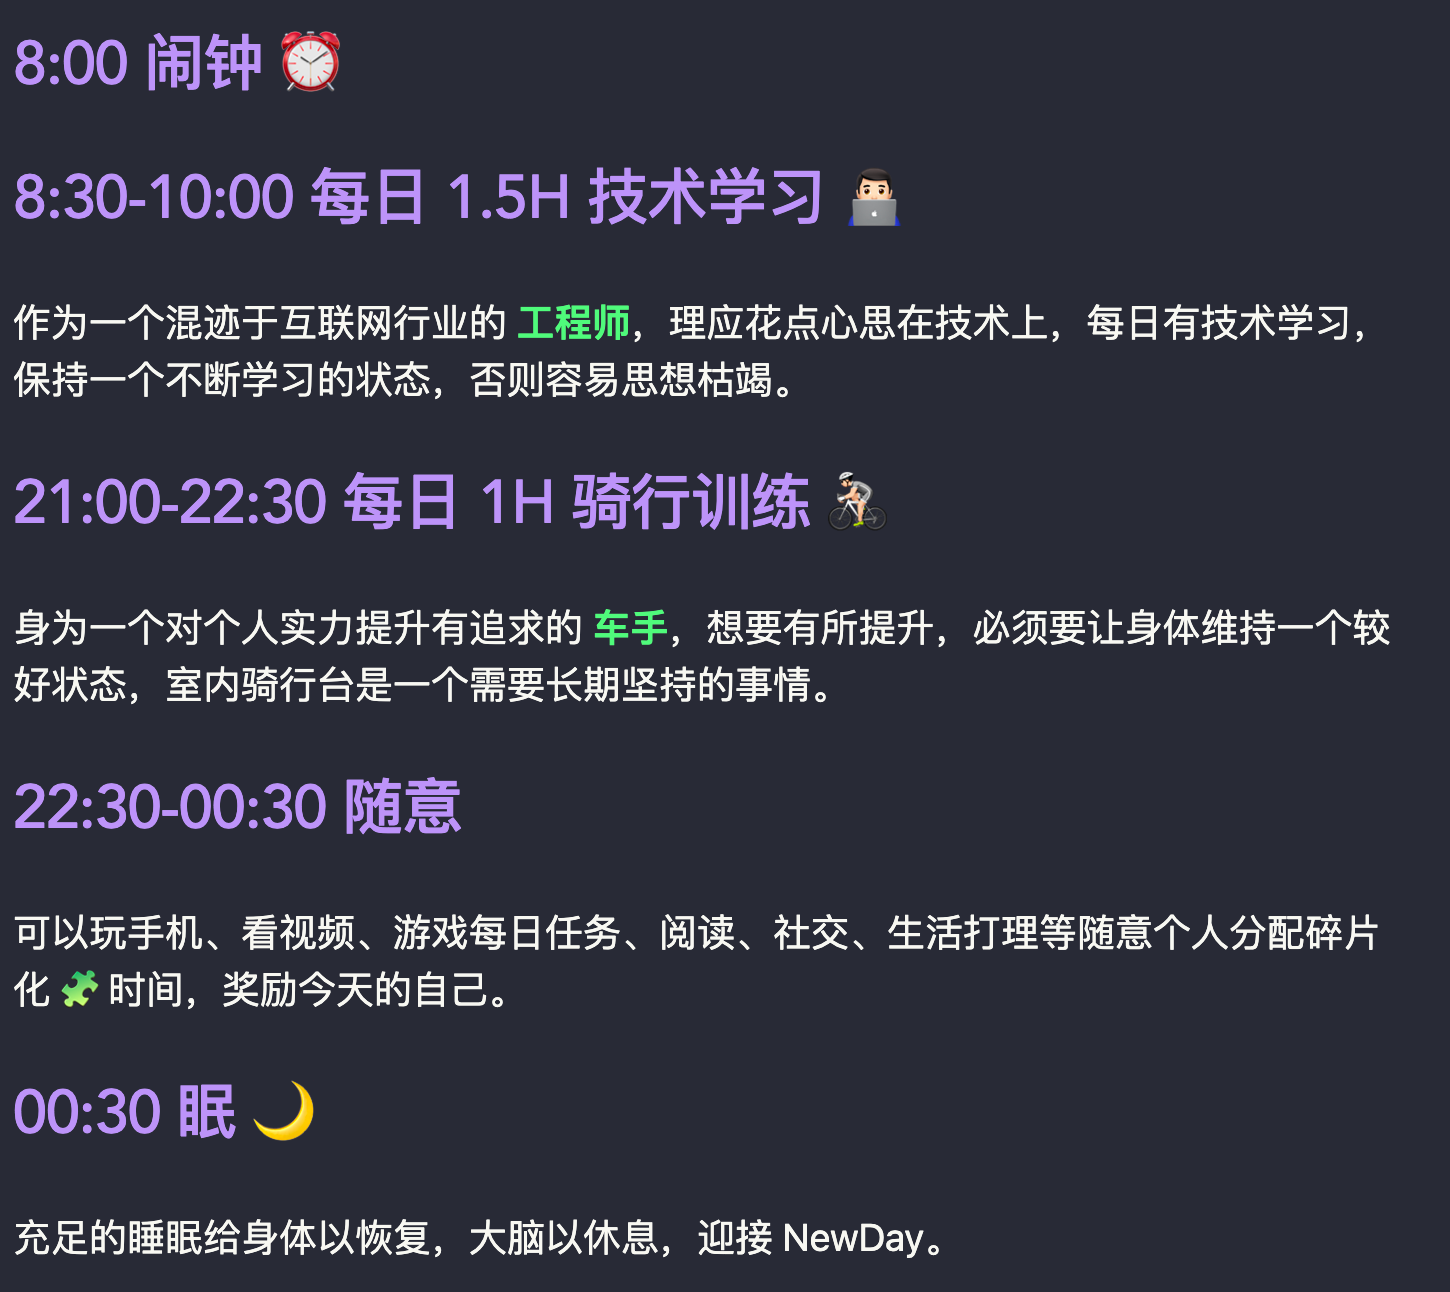 8:00 闹钟 ⏰
8:30-10:00 每日 1.5H 技术学习 👨🏻‍💻
作为一个混迹于互联网行业的 工程师，理应花点心思在技术上，每日有技术学习，
保持一个不断学习的状态，否则容易思想枯竭。
21:00-22:30 每日 1H 骑行训练 🚴🏻
身为一个对个人实力提升有追求的 车手，想要有所提升，必须要让身体维持一个较
好状态，室内骑行台是一个需要长期坚持的事情。
22:30-00:30 随意
可以玩手机、看视频、游戏每日任务、阅读、社交、生活打理等随意个人分配碎片
化 🧩 时间，奖励今天的自己。
00:30 眠 🌙
充足的睡眠给身体以恢复，大脑以休息，迎接 NewDay。